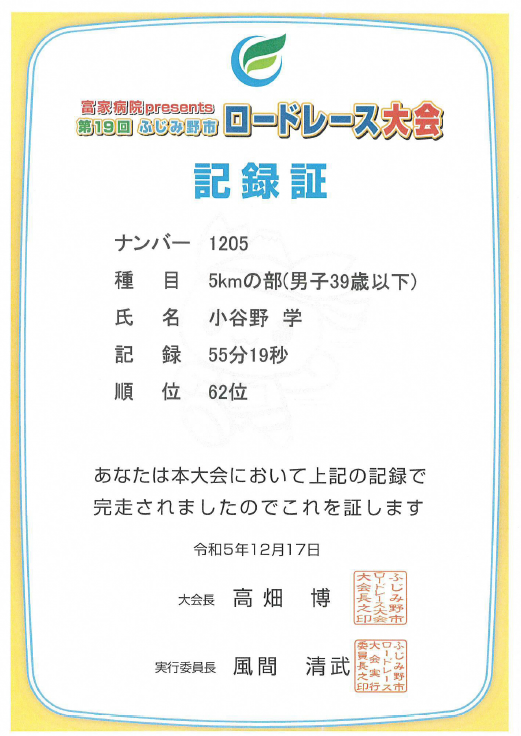 富家病院presents
第19回 ふじみ野市 ロードレース大会
記録証
ナンバー 1205
種目 5kmの部(男子39歳以下)
氏名 小谷野 学
記録 55分19秒
順位 62位
あなたは本大会において上記の記録で
完走されましたのでこれを証します
令和5年12月17日
大会長 高畑 博
ふじみ野市
ロードレース大会
大会長之印
実行委員長 風間 清武
ふじみ野市
ロードレース
大会実行
委員長之印